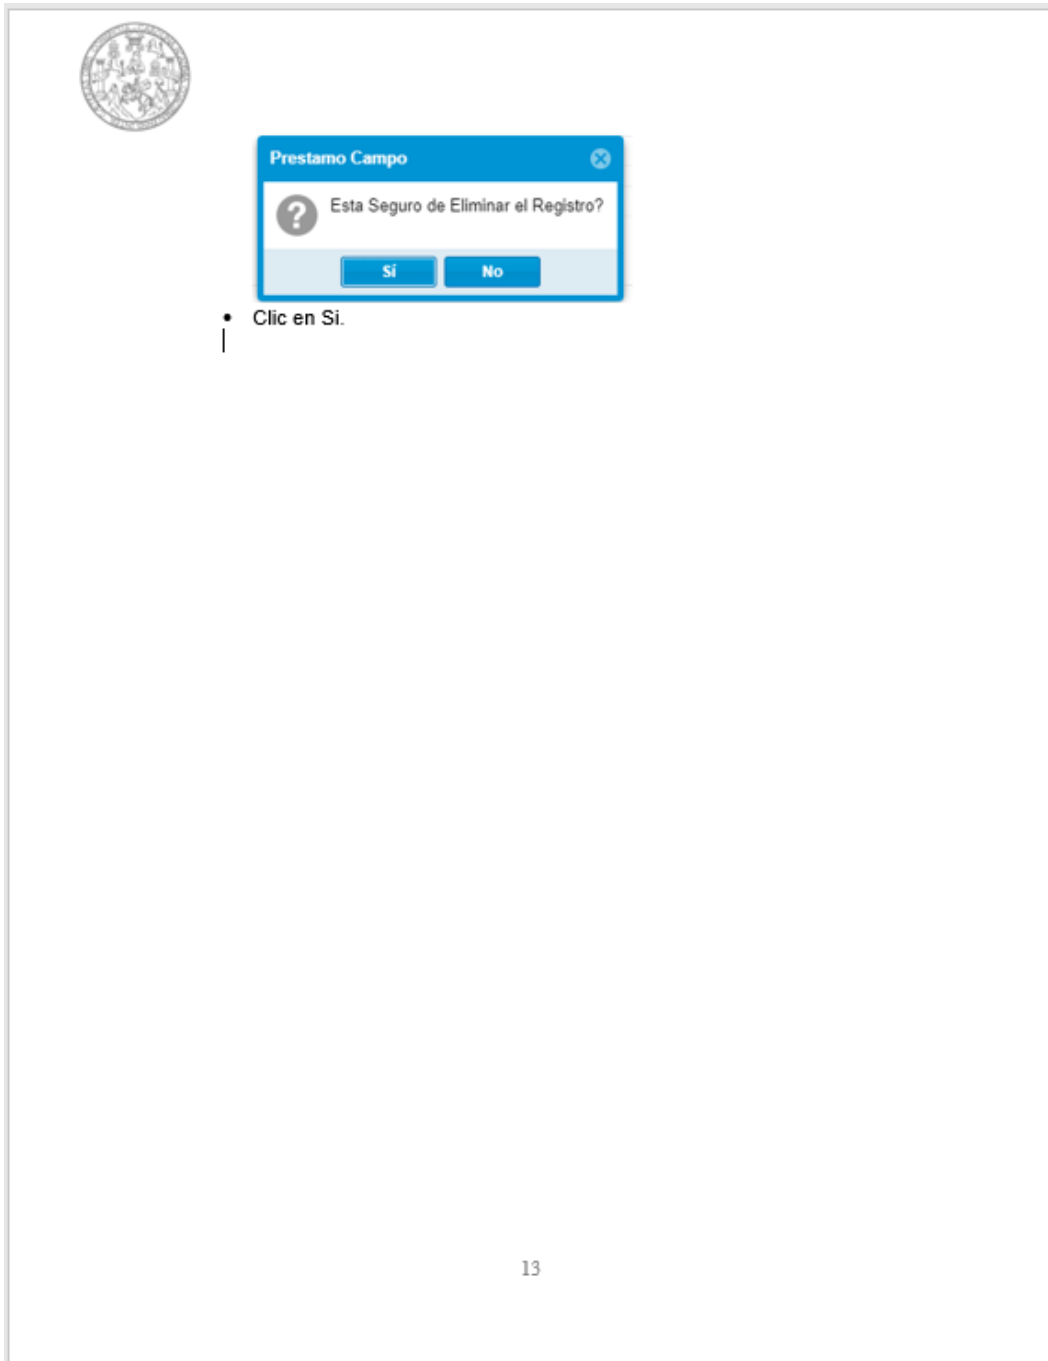 Prestamo Campo
Esta Seguro de Eliminar el Registro?
Sí
No
• Clic en Si.
13